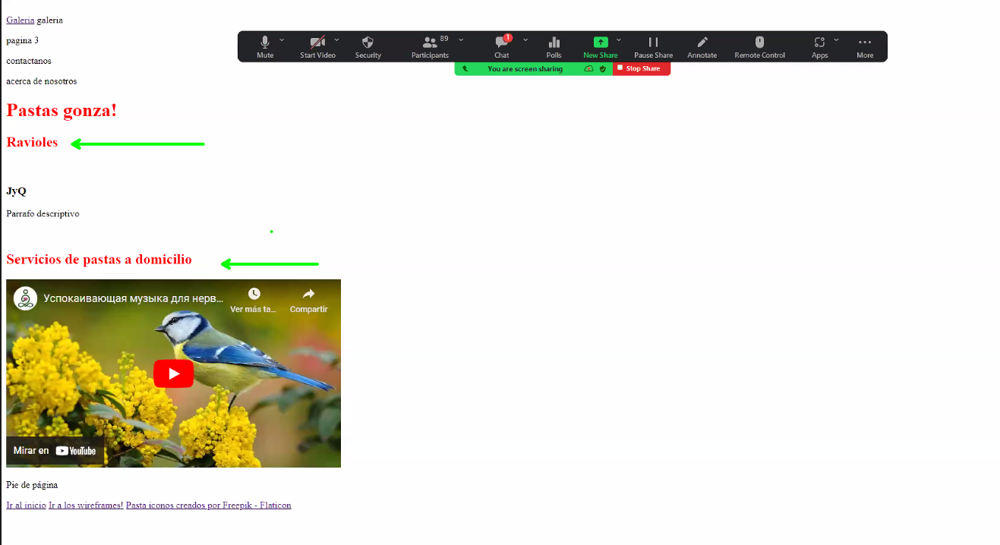 Galeria galeria
pagina 3
contactanos
acerca de nosotros
Mute Start Video Security Participants 89 Chat 1 Polls New Share Pause Share Annotate Remote Control Apps More
You are screen sharing Stop Share
Pastas gonza!
Ravioles
JyQ
Parrafo descriptivo
Servicios de pastas a domicilio
Успокаивающая музыка для нерв...
Ver más ta... Compartir
Mirar en YouTube
Pie de página
Ir al inicio Ir a los wireframes! Pasta iconos creados por Freepik - Flaticon